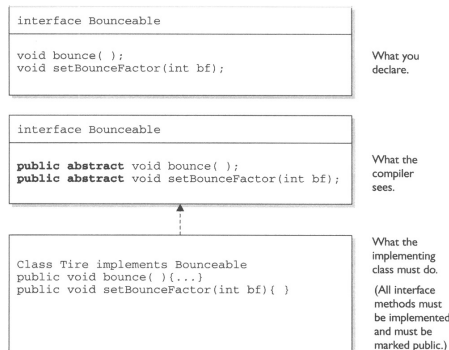 interface Bounceable
void bounce( );
void setBounceFactor(int bf);
What you
declare.
interface Bounceable
public abstract void bounce( );
public abstract void setBounceFactor(int bf);
What the
compiler
sees.
Class Tire implements Bounceable
public void bounce( ){...}
public void setBounceFactor(int bf){ }
What the
implementing
class must do.
(All interface
methods must
be implemented
and must be
marked public.)